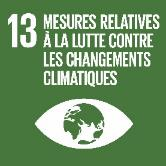 13 MESURES RELATIVES
À LA LUTTE CONTRE
LES CHANGEMENTS
CLIMATIQUES